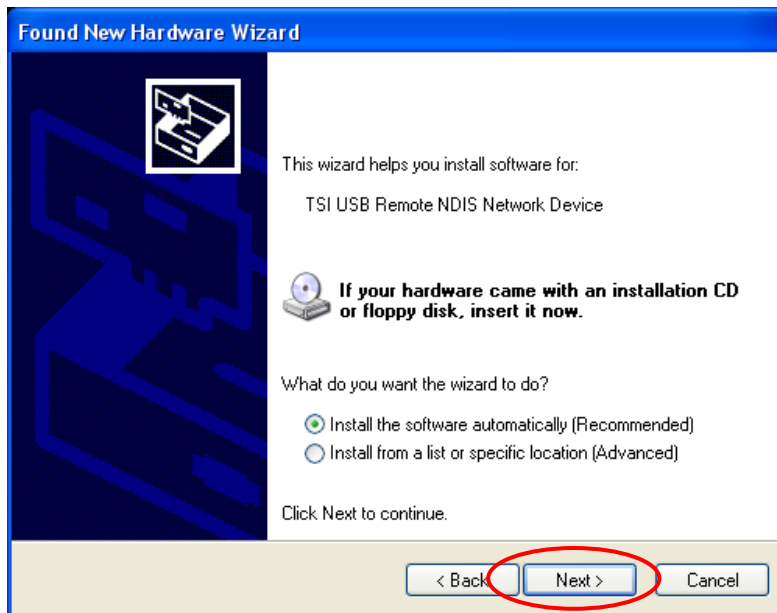 Found New Hardware Wizard
This wizard helps you install software for:
TSI USB Remote NDIS Network Device
If your hardware came with an installation CD
or floppy disk, insert it now.
What do you want the wizard to do?
Install the software automatically (Recommended)
Install from a list or specific location (Advanced)
Click Next to continue.
< Back Next > Cancel